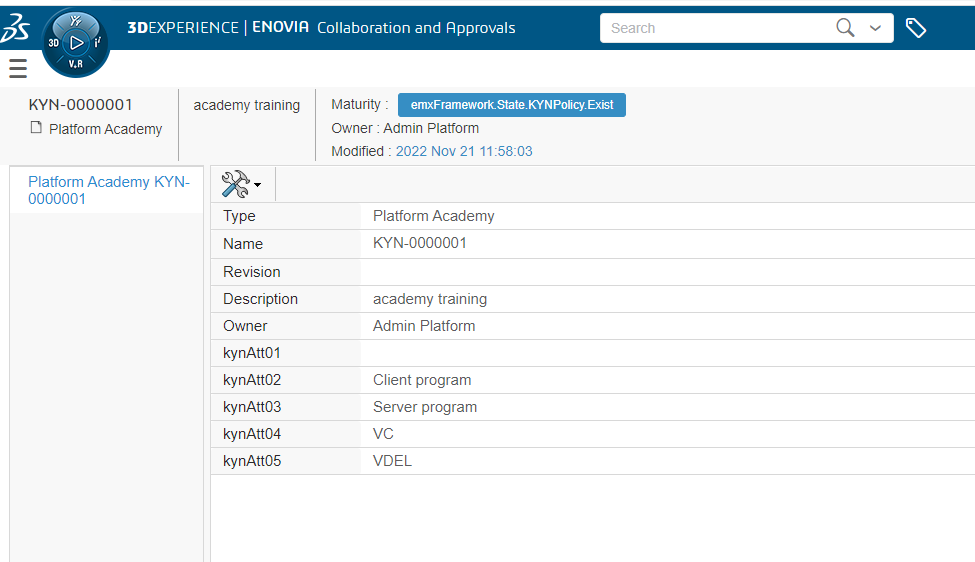 3DEXPERIENCE | ENOVIA Collaboration and Approvals
Search
3D
V.R
KYN-0000001
Platform Academy
academy training
Maturity : emxFramework.State.KYNPolicy.Exist
Owner : Admin Platform
Modified : 2022 Nov 21 11:58:03
Platform Academy KYN-
0000001
Type Platform Academy
Name KYN-0000001
Revision
Description academy training
Owner Admin Platform
kynAtt01
kynAtt02 Client program
kynAtt03 Server program
kynAtt04 VC
kynAtt05 VDEL